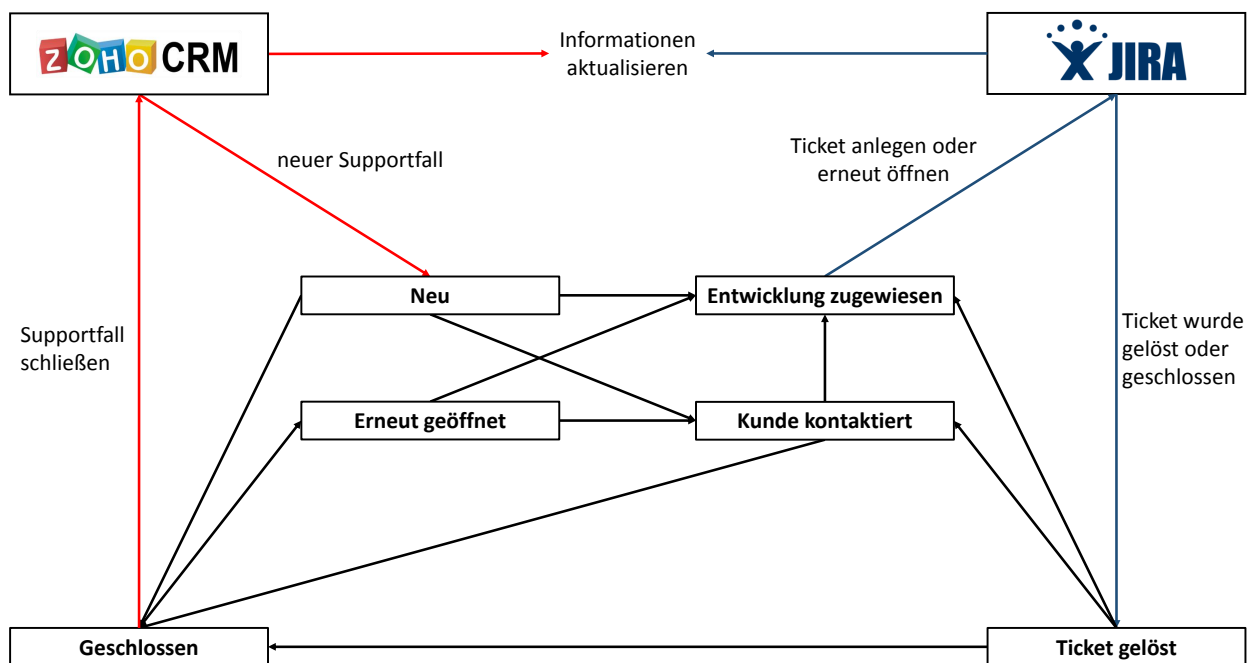 ZOHO CRM
Informationen
aktualisieren
JIRA
neuer Supportfall
Ticket anlegen oder
erneut öffnen
Neu
Entwicklung zugewiesen
Supportfall
schließen
Ticket wurde
gelöst oder
geschlossen
Erneut geöffnet
Kunde kontaktiert
Geschlossen
Ticket gelöst